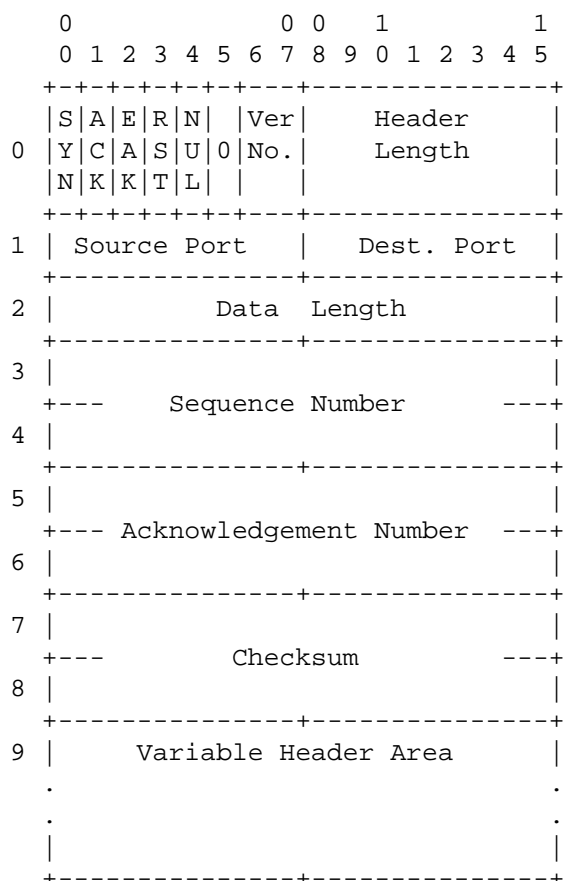 0             0 0   1         1
 0 1 2 3 4 5 6 7 8 9 0 1 2 3 4 5
+-+-+-+-+-+-+---+---------------+
|S|A|E|R|N| |Ver|    Header     |
0 |Y|C|A|S|U|0|No.|    Length     |
|N|K|K|T|L| |   |               |
+-+-+-+-+-+-+---+---------------+
1 | Source Port   |   Dest. Port  |
+---------------+---------------+
2 |          Data  Length         |
+---------------+---------------+
3 |                               |
+---    Sequence Number      ---+
4 |                               |
+---------------+---------------+
5 |                               |
+--- Acknowledgement Number  ---+
6 |                               |
+---------------+---------------+
7 |                               |
+---        Checksum         ---+
8 |                               |
+---------------+---------------+
9 |     Variable Header Area      |
.                               .
.                               .
|                               |
+---------------+---------------+